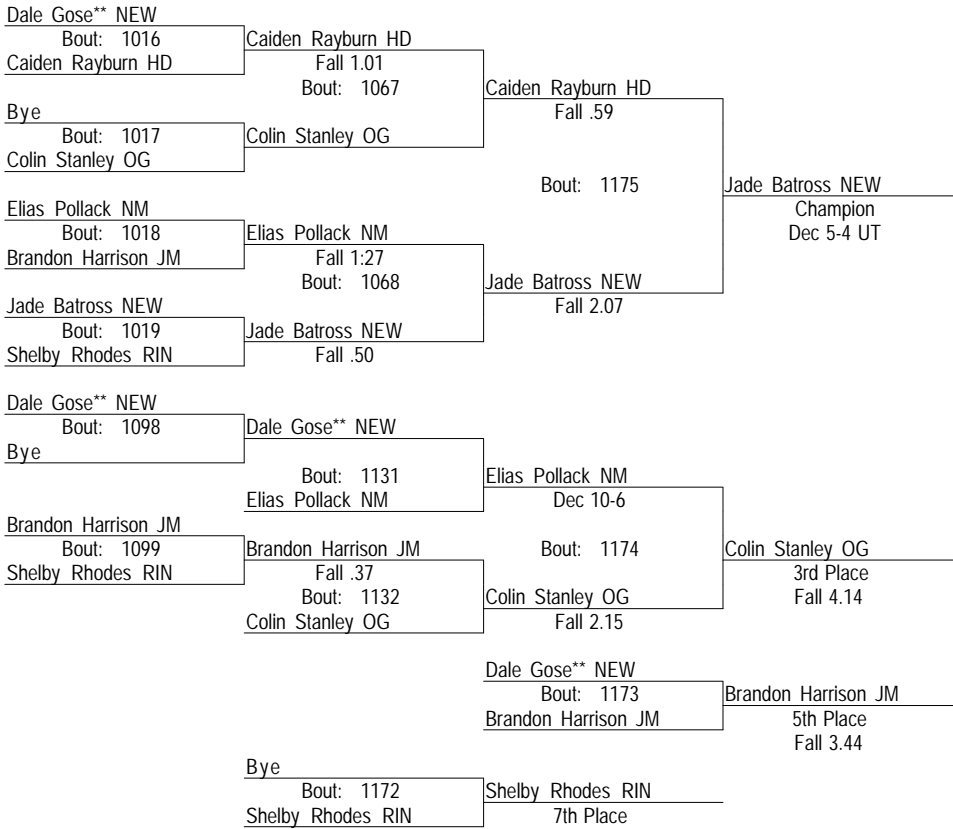 Dale Gose** NEW
Bout: 1016
Caiden Rayburn HD
Caiden Rayburn HD
Fall 1.01
Bout: 1067
Bye
Bout: 1017
Colin Stanley OG
Colin Stanley OG
Caiden Rayburn HD
Fall .59
Bout: 1175
Elias Pollack NM
Bout: 1018
Brandon Harrison JM
Elias Pollack NM
Fall 1:27
Bout: 1068
Jade Batross NEW
Bout: 1019
Shelby Rhodes RIN
Jade Batross NEW
Fall .50
Jade Batross NEW
Fall 2.07
Jade Batross NEW
Champion
Dec 5-4 UT
Dale Gose** NEW
Bout: 1098
Bye
Dale Gose** NEW
Bout: 1131
Elias Pollack NM
Elias Pollack NM
Dec 10-6
Brandon Harrison JM
Bout: 1099
Shelby Rhodes RIN
Brandon Harrison JM
Fall .37
Bout: 1132
Colin Stanley OG
Bout: 1174
Colin Stanley OG
Fall 2.15
Colin Stanley OG
3rd Place
Fall 4.14
Dale Gose** NEW
Bout: 1173
Brandon Harrison JM
Brandon Harrison JM
5th Place
Fall 3.44
Bye
Bout: 1172
Shelby Rhodes RIN
Shelby Rhodes RIN
7th Place